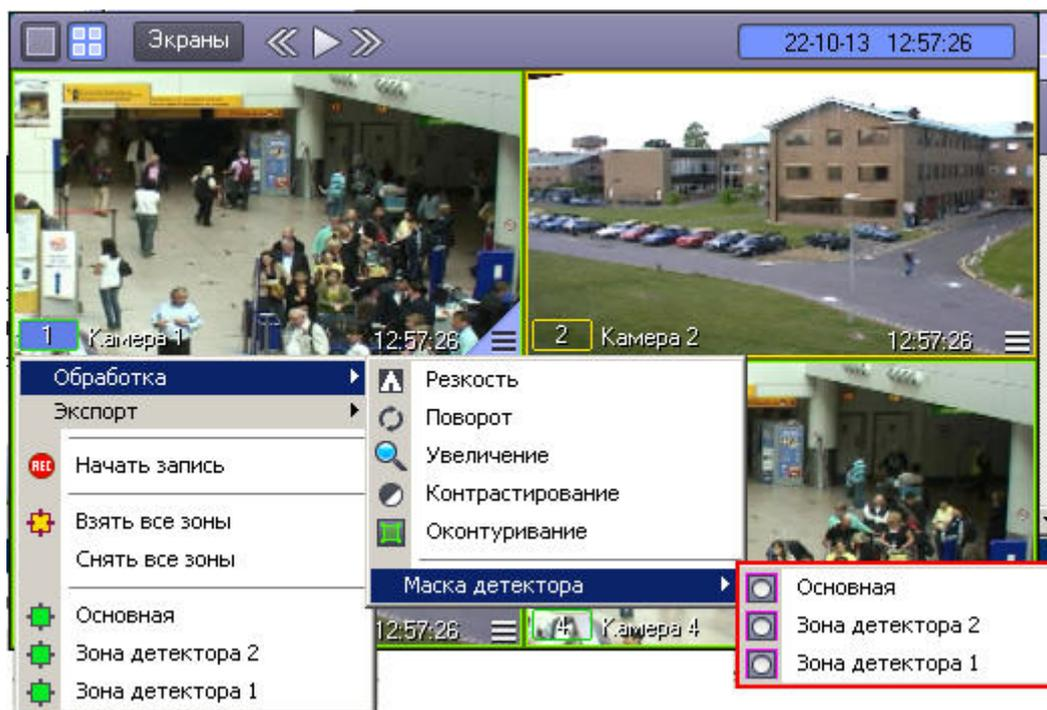 Экраны
22-10-13 12:57:26
1 Камера 1 12:57:26
2 Камера 2 12:57:26
Обработка
Экспорт
REC Начать запись
Взять все зоны
Снять все зоны
Основная
Зона детектора 2
Зона детектора 1
Резкость
Поворот
Увеличение
Контрастирование
Оконтуривание
Маска детектора
Основная
Зона детектора 2
Зона детектора 1
12:57:26
4 Камера 4